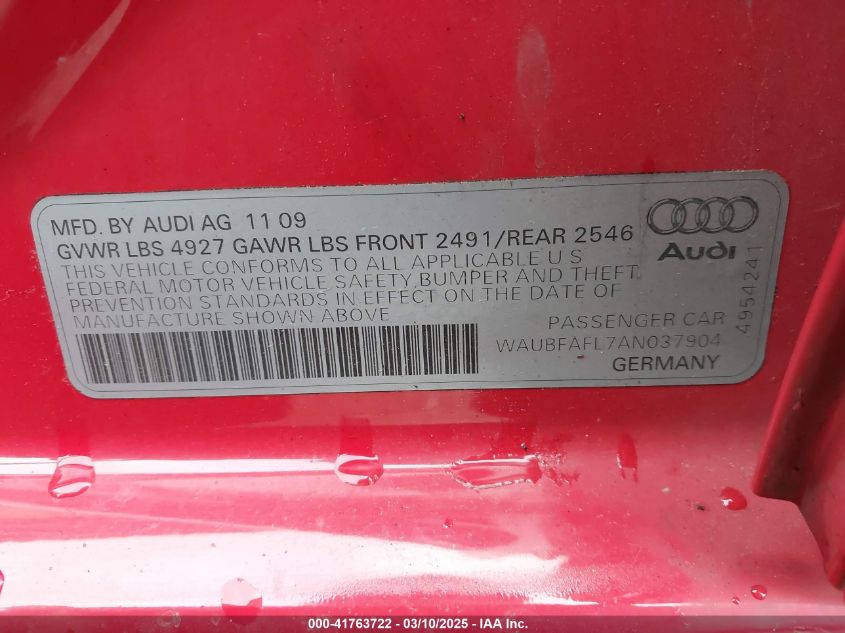 MFD. BY AUDI AG 11 09
GVWR LBS 4927 GAWR LBS FRONT 2491/REAR 2546
THIS VEHICLE CONFORMS TO ALL APPLICABLE U S
FEDERAL MOTOR VEHICLE SAFETY, BUMPER AND THEFT
PREVENTION STANDARDS IN EFFECT ON THE DATE OF
MANUFACTURE SHOWN ABOVE
PASSENGER CAR
WAUBFAFL7AN037904
GERMANY
Audi
4954241
000-41763722 - 03/10/2025 - IAA Inc.